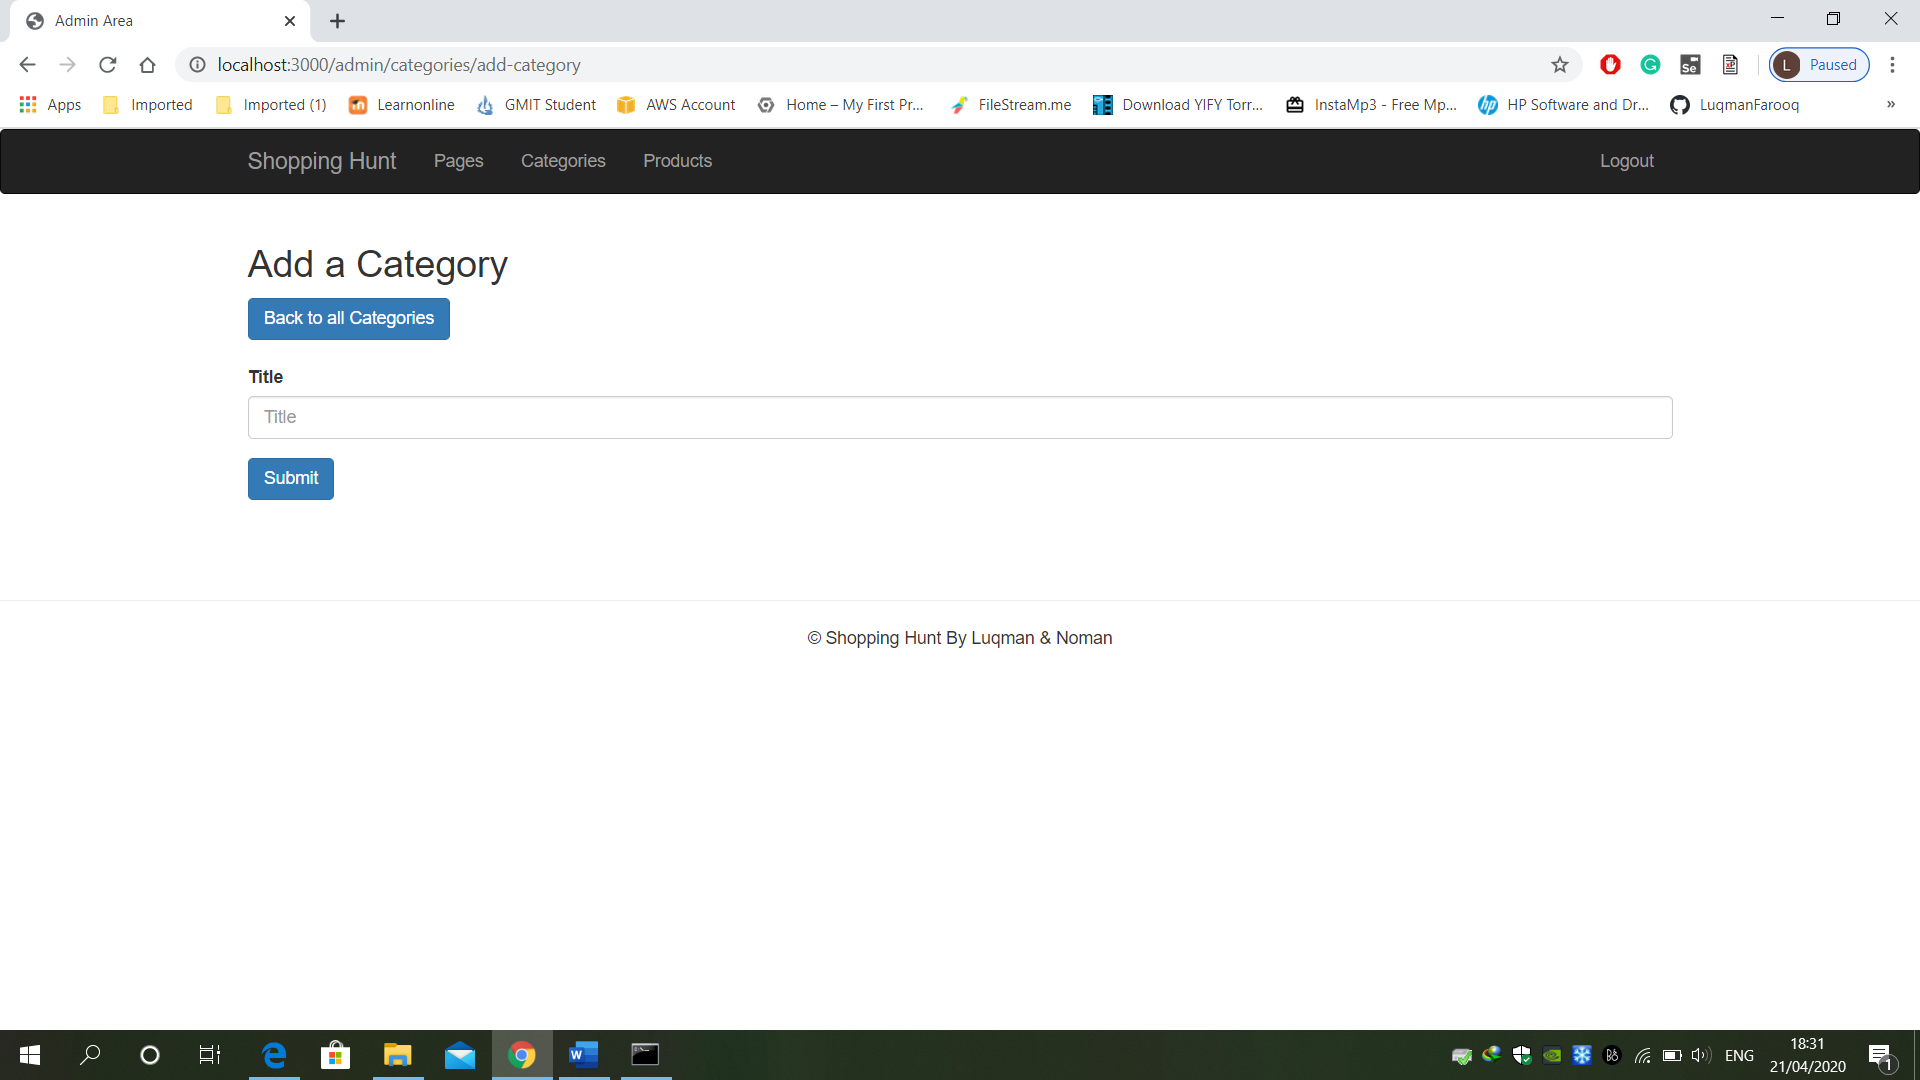 Admin Area
localhost:3000/admin/categories/add-category
L Paused
Apps Imported Imported (1) Learnonline GMIT Student AWS Account Home – My First Pr... FileStream.me Download YIFY Torr... InstaMp3 - Free Mp... HP Software and Dr... LuqmanFarooq »
Shopping Hunt Pages Categories Products Logout
Add a Category
Back to all Categories
Title
Title
Submit
© Shopping Hunt By Luqman & Noman
ENG
18:31
21/04/2020
1